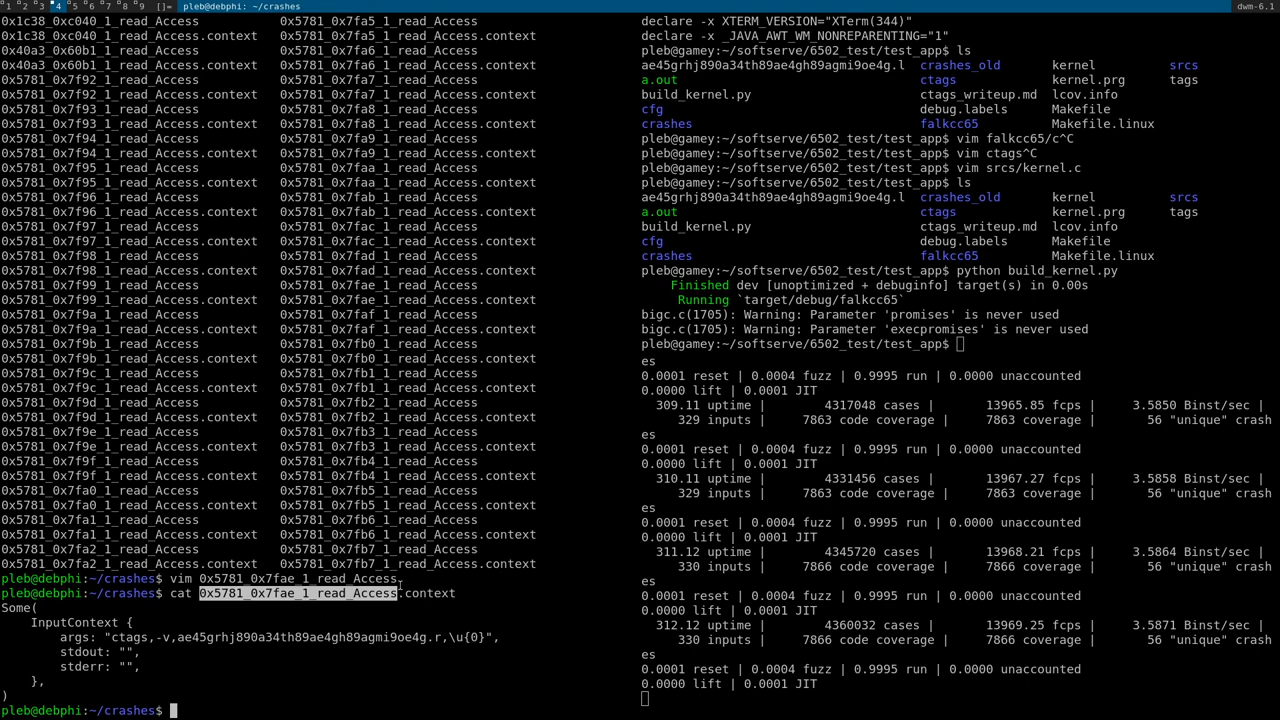 1 2 3 4 5 6 7 8 9 []= pleb@debphi: ~/crashes dwm-6.1
0x1c38_0xc040_1_read_Access 0x5781_0x7fa5_1_read_Access
0x1c38_0xc040_1_read_Access.context 0x5781_0x7fa5_1_read_Access.context
0x40a3_0x60b1_1_read_Access 0x5781_0x7fa6_1_read_Access
0x40a3_0x60b1_1_read_Access.context 0x5781_0x7fa6_1_read_Access.context
0x5781_0x7f92_1_read_Access 0x5781_0x7fa7_1_read_Access
0x5781_0x7f92_1_read_Access.context 0x5781_0x7fa7_1_read_Access.context
0x5781_0x7f93_1_read_Access 0x5781_0x7fa8_1_read_Access
0x5781_0x7f93_1_read_Access.context 0x5781_0x7fa8_1_read_Access.context
0x5781_0x7f94_1_read_Access 0x5781_0x7fa9_1_read_Access
0x5781_0x7f94_1_read_Access.context 0x5781_0x7fa9_1_read_Access.context
0x5781_0x7f95_1_read_Access 0x5781_0x7faa_1_read_Access
0x5781_0x7f95_1_read_Access.context 0x5781_0x7faa_1_read_Access.context
0x5781_0x7f96_1_read_Access 0x5781_0x7fab_1_read_Access
0x5781_0x7f96_1_read_Access.context 0x5781_0x7fab_1_read_Access.context
0x5781_0x7f97_1_read_Access 0x5781_0x7fac_1_read_Access
0x5781_0x7f97_1_read_Access.context 0x5781_0x7fac_1_read_Access.context
0x5781_0x7f98_1_read_Access 0x5781_0x7fad_1_read_Access
0x5781_0x7f98_1_read_Access.context 0x5781_0x7fad_1_read_Access.context
0x5781_0x7f99_1_read_Access 0x5781_0x7fae_1_read_Access
0x5781_0x7f99_1_read_Access.context 0x5781_0x7fae_1_read_Access.context
0x5781_0x7f9a_1_read_Access 0x5781_0x7faf_1_read_Access
0x5781_0x7f9a_1_read_Access.context 0x5781_0x7faf_1_read_Access.context
0x5781_0x7f9b_1_read_Access 0x5781_0x7fb0_1_read_Access
0x5781_0x7f9b_1_read_Access.context 0x5781_0x7fb0_1_read_Access.context
0x5781_0x7f9c_1_read_Access 0x5781_0x7fb1_1_read_Access
0x5781_0x7f9c_1_read_Access.context 0x5781_0x7fb1_1_read_Access.context
0x5781_0x7f9d_1_read_Access 0x5781_0x7fb2_1_read_Access
0x5781_0x7f9d_1_read_Access.context 0x5781_0x7fb2_1_read_Access.context
0x5781_0x7f9e_1_read_Access 0x5781_0x7fb3_1_read_Access
0x5781_0x7f9e_1_read_Access.context 0x5781_0x7fb3_1_read_Access.context
0x5781_0x7f9f_1_read_Access 0x5781_0x7fb4_1_read_Access
0x5781_0x7f9f_1_read_Access.context 0x5781_0x7fb4_1_read_Access.context
0x5781_0x7fa0_1_read_Access 0x5781_0x7fb5_1_read_Access
0x5781_0x7fa0_1_read_Access.context 0x5781_0x7fb5_1_read_Access.context
0x5781_0x7fa1_1_read_Access 0x5781_0x7fb6_1_read_Access
0x5781_0x7fa1_1_read_Access.context 0x5781_0x7fb6_1_read_Access.context
0x5781_0x7fa2_1_read_Access 0x5781_0x7fb7_1_read_Access
0x5781_0x7fa2_1_read_Access.context 0x5781_0x7fb7_1_read_Access.context
pleb@debphi:~/crashes$ vim 0x5781_0x7fae_1_read_Access
pleb@debphi:~/crashes$ cat 0x5781_0x7fae_1_read_Access.context
Some(
InputContext {
args: "ctags,-v,ae45grhj890a34th89ae4gh89agmi9oe4g.r,\u{0}",
stdout: "",
stderr: "",
},
)
pleb@debphi:~/crashes$
declare -x XTERM_VERSION="XTerm(344)"
declare -x _JAVA_AWT_WM_NONREPARENTING="1"
pleb@gamey:~/softserve/6502_test/test_app$ ls
ae45grhj890a34th89ae4gh89agmi9oe4g.l crashes_old kernel srcs
a.out ctags kernel.prg tags
build_kernel.py ctags_writeup.md lcov.info
cfg debug.labels Makefile
crashes falkcc65 Makefile.linux
pleb@gamey:~/softserve/6502_test/test_app$ vim falkcc65/c^C
pleb@gamey:~/softserve/6502_test/test_app$ vim ctags^C
pleb@gamey:~/softserve/6502_test/test_app$ vim srcs/kernel.c
pleb@gamey:~/softserve/6502_test/test_app$ ls
ae45grhj890a34th89ae4gh89agmi9oe4g.l crashes_old kernel srcs
a.out ctags kernel.prg tags
build_kernel.py ctags_writeup.md lcov.info
cfg debug.labels Makefile
crashes falkcc65 Makefile.linux
pleb@gamey:~/softserve/6502_test/test_app$ python build_kernel.py
Finished dev [unoptimized + debuginfo] target(s) in 0.00s
Running `target/debug/falkcc65`
bigc.c(1705): Warning: Parameter 'promises' is never used
bigc.c(1705): Warning: Parameter 'execpromises' is never used
pleb@gamey:~/softserve/6502_test/test_app$
es
0.0001 reset | 0.0004 fuzz | 0.9995 run | 0.0000 unaccounted
0.0000 lift | 0.0001 JIT
309.11 uptime | 4317048 cases | 13965.85 fcps | 3.5850 Binst/sec |
329 inputs | 7863 code coverage | 7863 coverage | 56 "unique" crash
es
0.0001 reset | 0.0004 fuzz | 0.9995 run | 0.0000 unaccounted
0.0000 lift | 0.0001 JIT
310.11 uptime | 4331456 cases | 13967.27 fcps | 3.5858 Binst/sec |
329 inputs | 7863 code coverage | 7863 coverage | 56 "unique" crash
es
0.0001 reset | 0.0004 fuzz | 0.9995 run | 0.0000 unaccounted
0.0000 lift | 0.0001 JIT
311.12 uptime | 4345720 cases | 13968.21 fcps | 3.5864 Binst/sec |
330 inputs | 7866 code coverage | 7866 coverage | 56 "unique" crash
es
0.0001 reset | 0.0004 fuzz | 0.9995 run | 0.0000 unaccounted
0.0000 lift | 0.0001 JIT
312.12 uptime | 4360032 cases | 13969.25 fcps | 3.5871 Binst/sec |
330 inputs | 7866 code coverage | 7866 coverage | 56 "unique" crash
es
0.0001 reset | 0.0004 fuzz | 0.9995 run | 0.0000 unaccounted
0.0000 lift | 0.0001 JIT